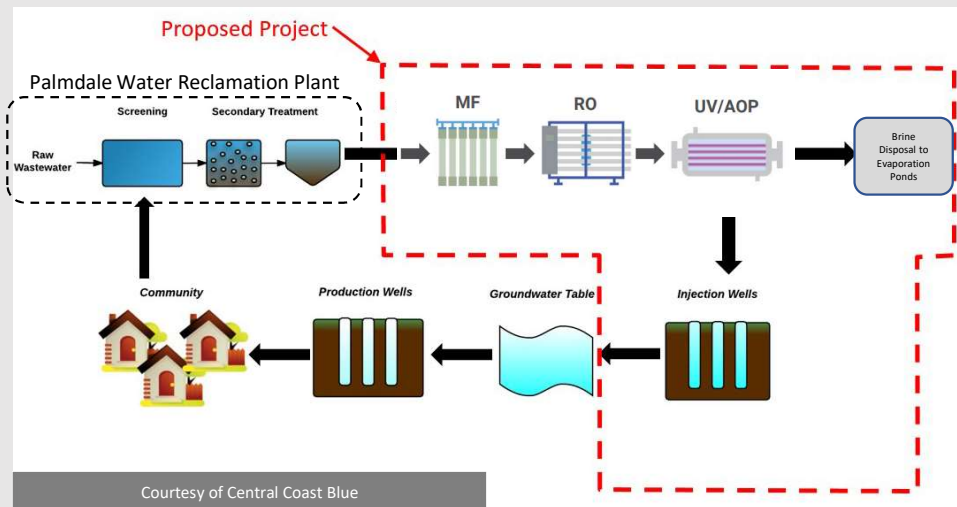 Proposed Project
Palmdale Water Reclamation Plant
Screening
Secondary Treatment
Raw
Wastewater
MF
RO
UV/AOP
Brine
Disposal to
Evaporation
Ponds
Community
Production Wells
Groundwater Table
Injection Wells
Courtesy of Central Coast Blue